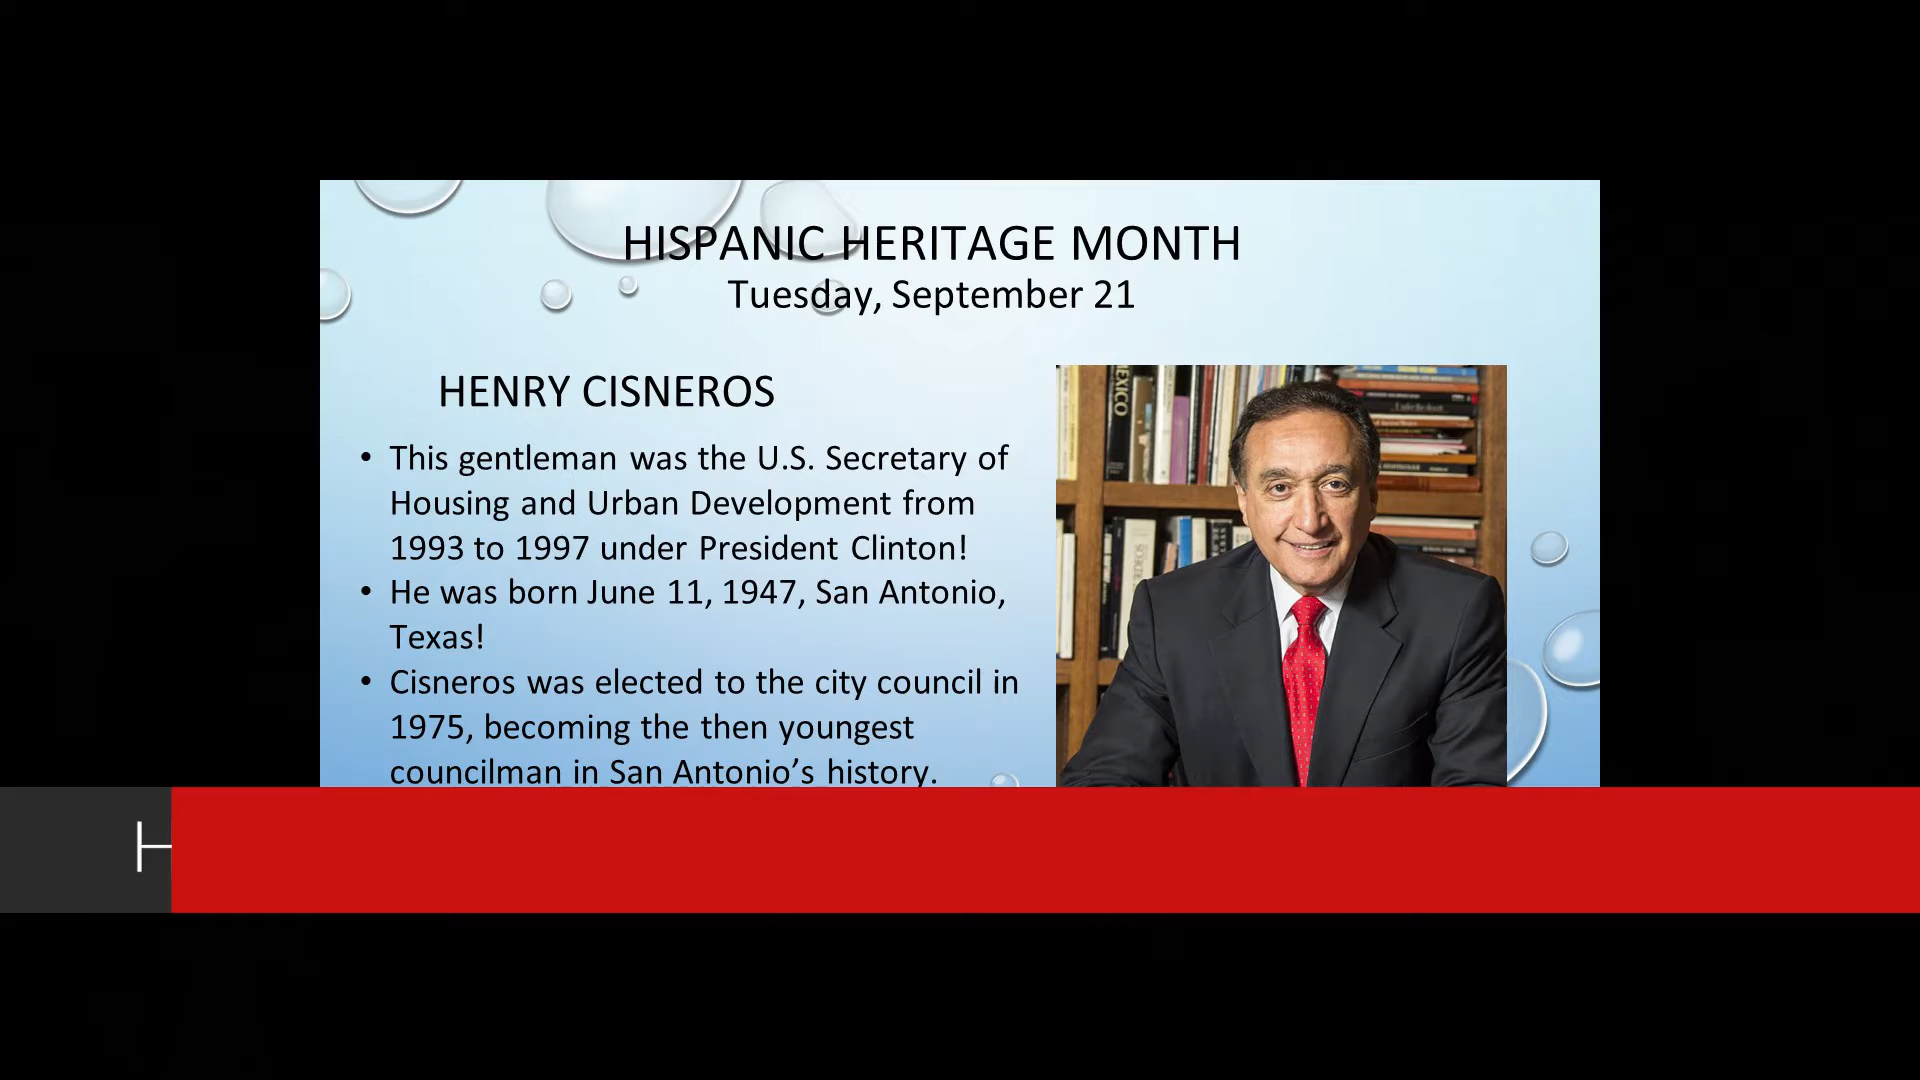 HISPANIC HERITAGE MONTH
Tuesday, September 21
HENRY CISNEROS
• This gentleman was the U.S. Secretary of
Housing and Urban Development from
1993 to 1997 under President Clinton!
• He was born June 11, 1947, San Antonio,
Texas!
• Cisneros was elected to the city council in
1975, becoming the then youngest
councilman in San Antonio’s history.
MEXICO
H